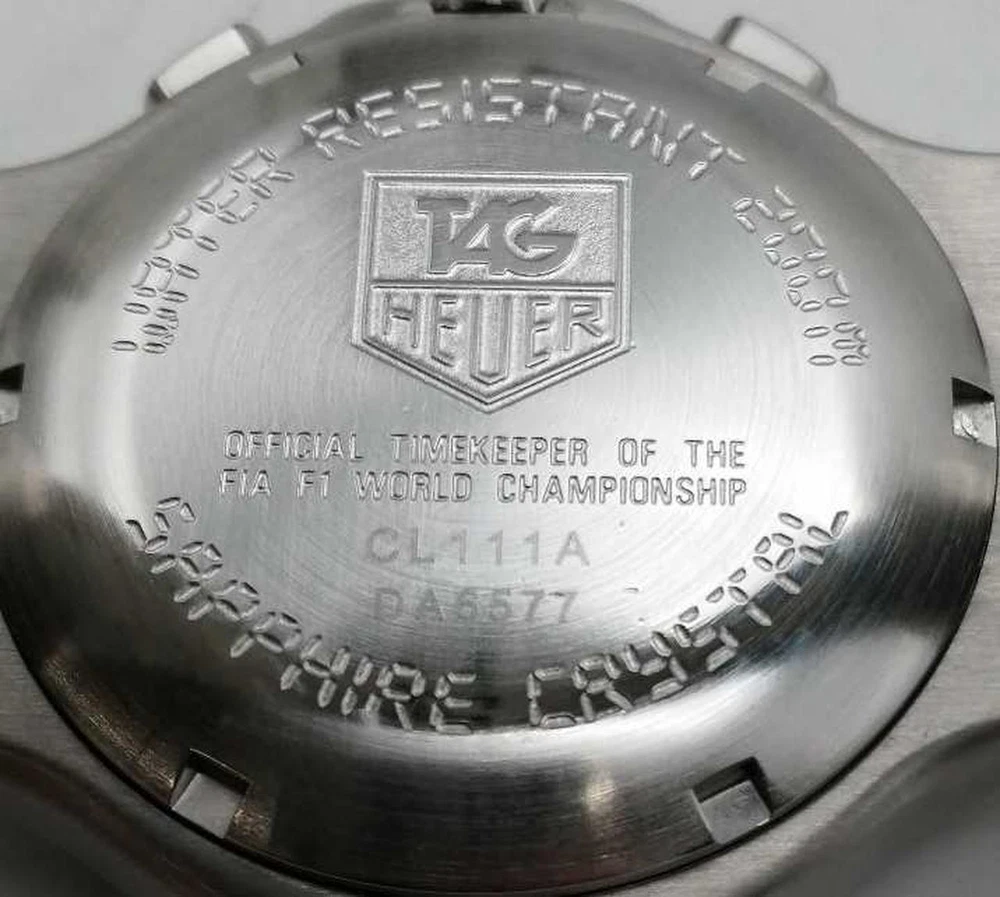 WATER RESISTANT 200M
TAG
HEUER
OFFICIAL TIMEKEEPER OF THE
FIA F1 WORLD CHAMPIONSHIP
CL111A
DA6577
SAPPHIRE CRYSTAL